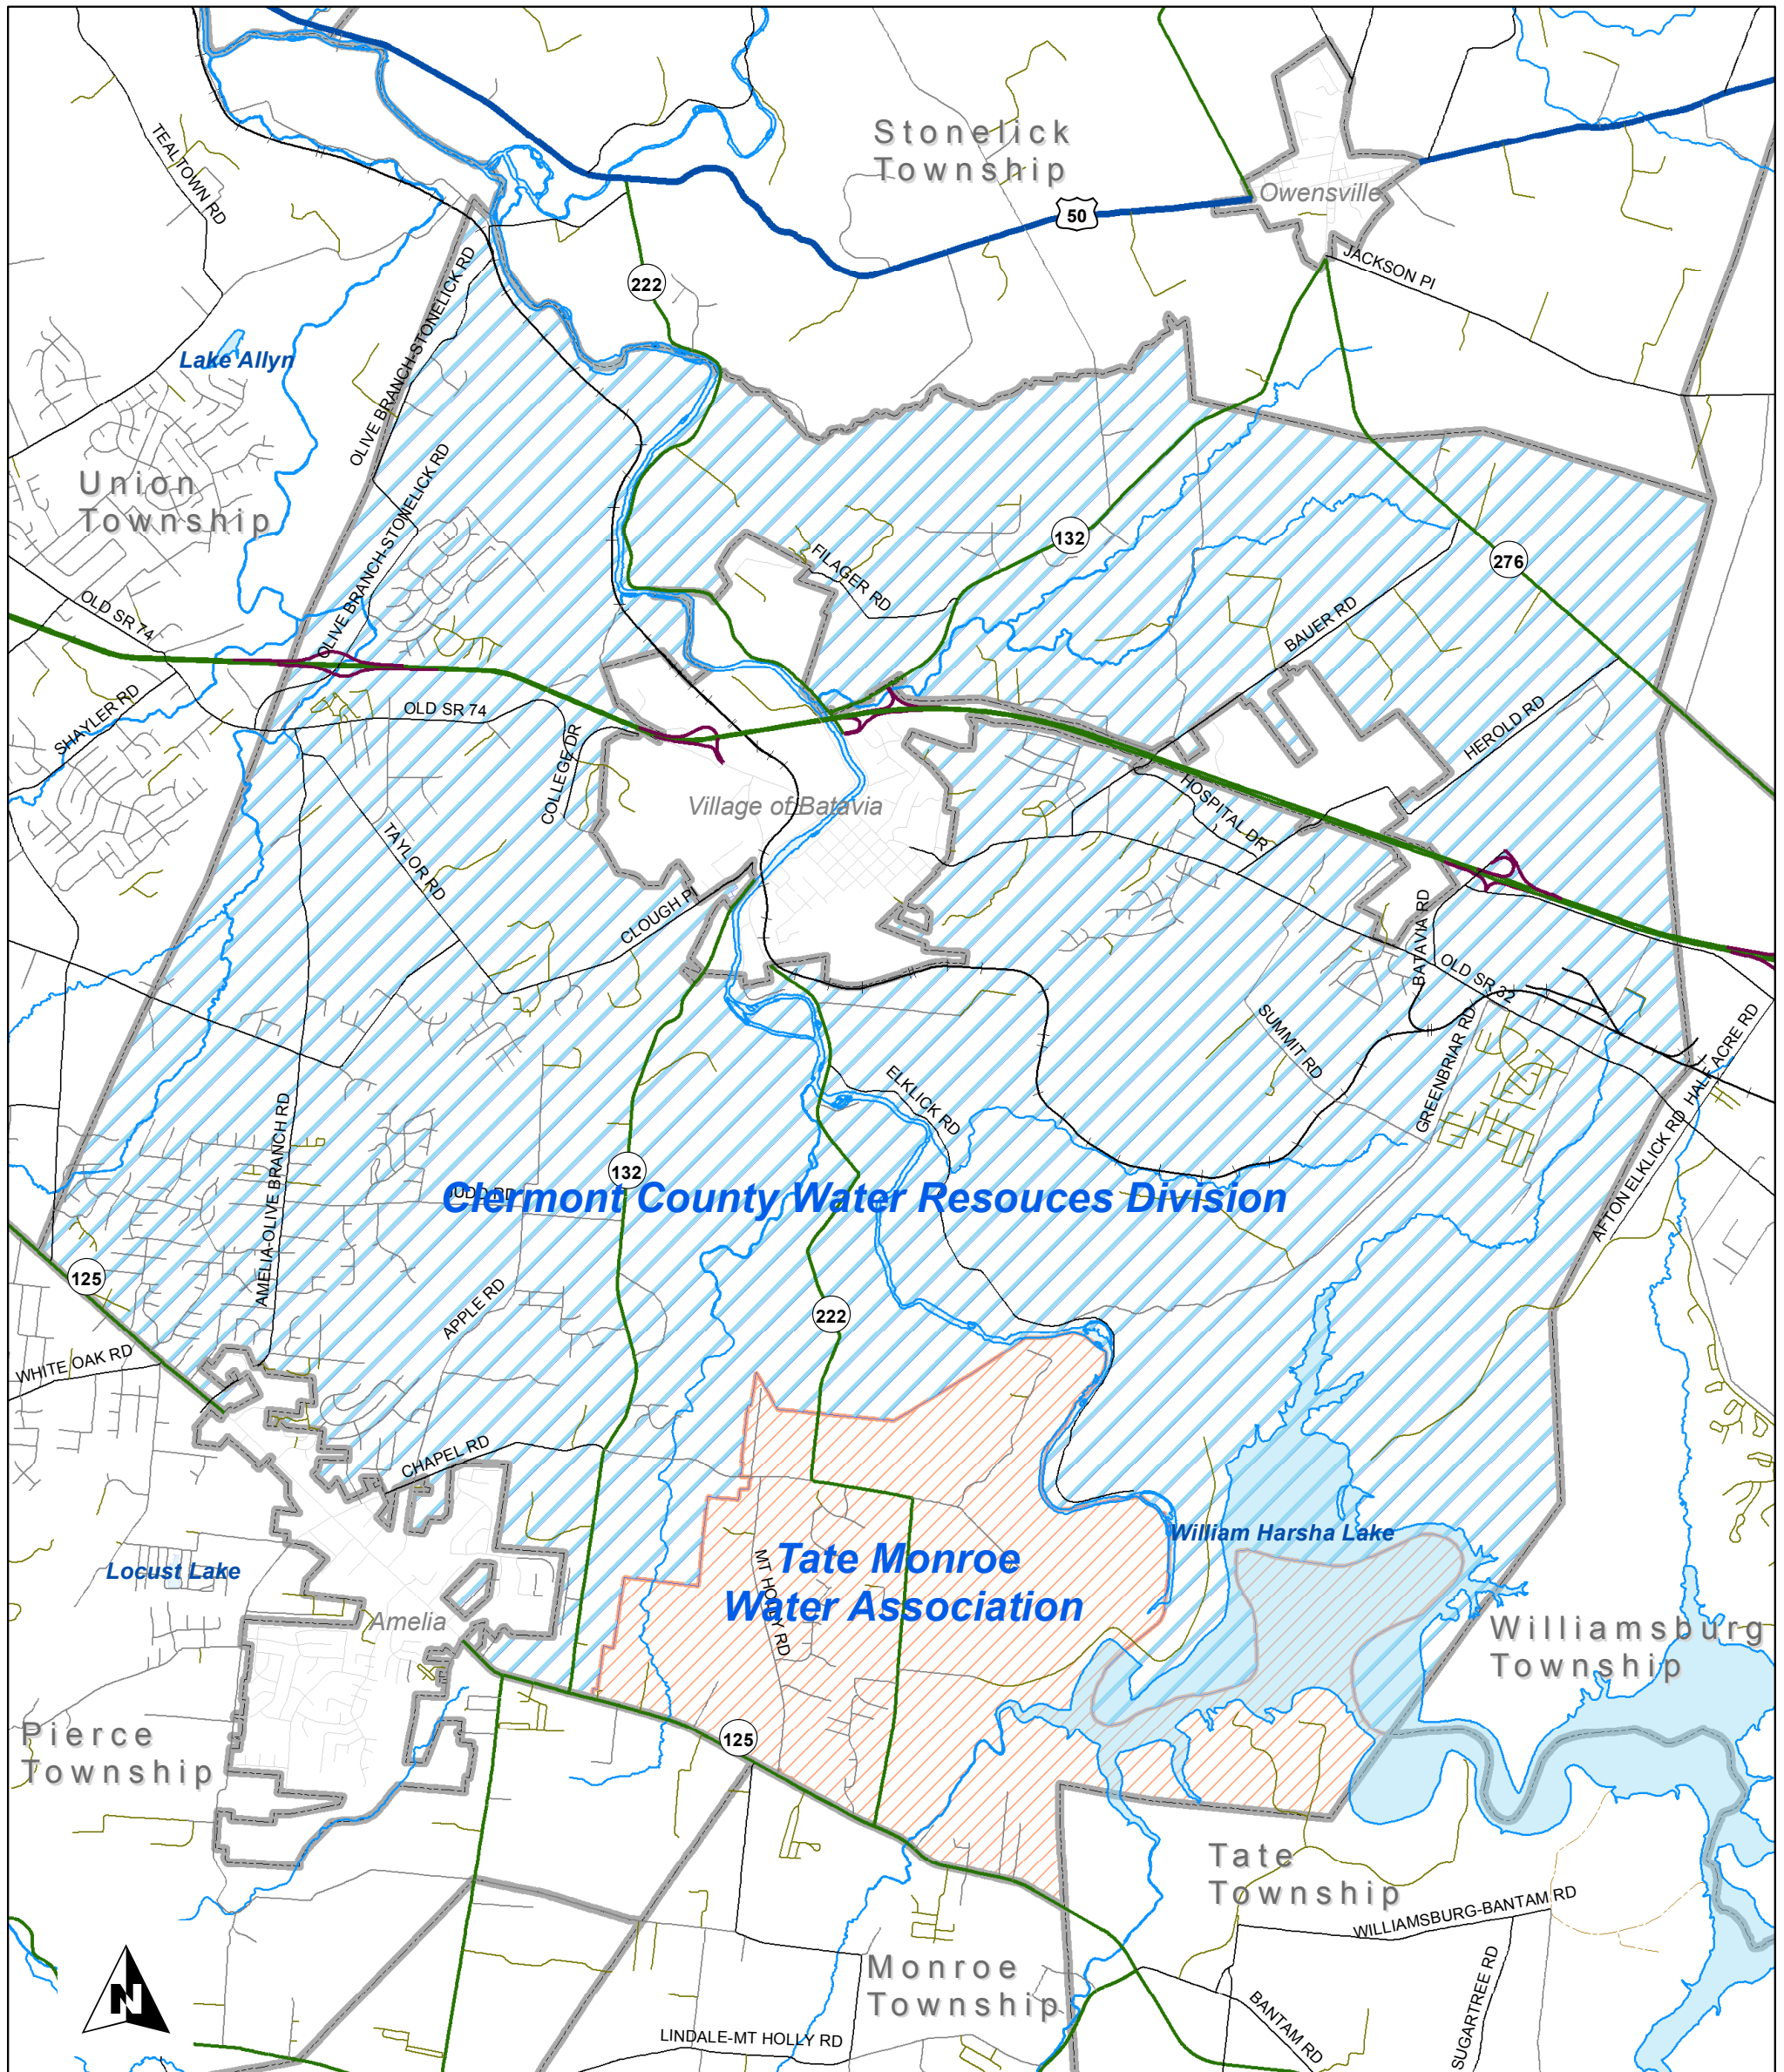 Stonelick
Township
TEALTOWN RD
Owensville
50
JACKSON PI
222
OLIVE BRANCH-STONELICK RD
Lake Allyn
Union
Township
OLIVE BRANCH-STONELICK RD
132
FILAGER RD
276
OLD SR 74
BAUER RD
SHAYLER RD
OLD SR 74
HEROLD RD
COLLEGE DR
Village of Batavia
HOSPITAL DR
TAYLOR RD
CLOUGH PI
BATAVIA RD
OLD SR 32
SUMMIT RD
GREENBRIAR RD
HALF ACRE RD
ELKLICK RD
AFTON ELKLICK RD
AMELIA-OLIVE BRANCH RD
132
JUDD RD
Clermont County Water Resouces Division
125
APPLE RD
222
WHITE OAK RD
CHAPEL RD
William Harsha Lake
Locust Lake
MT HOLLY RD
Tate Monroe
Water Association
Amelia
Williamsburg
Township
Pierce
Township
125
Tate
Township
WILLIAMSBURG-BANTAM RD
Monroe
Township
N
BANTAM RD
SUGARTREE RD
LINDALE-MT HOLLY RD